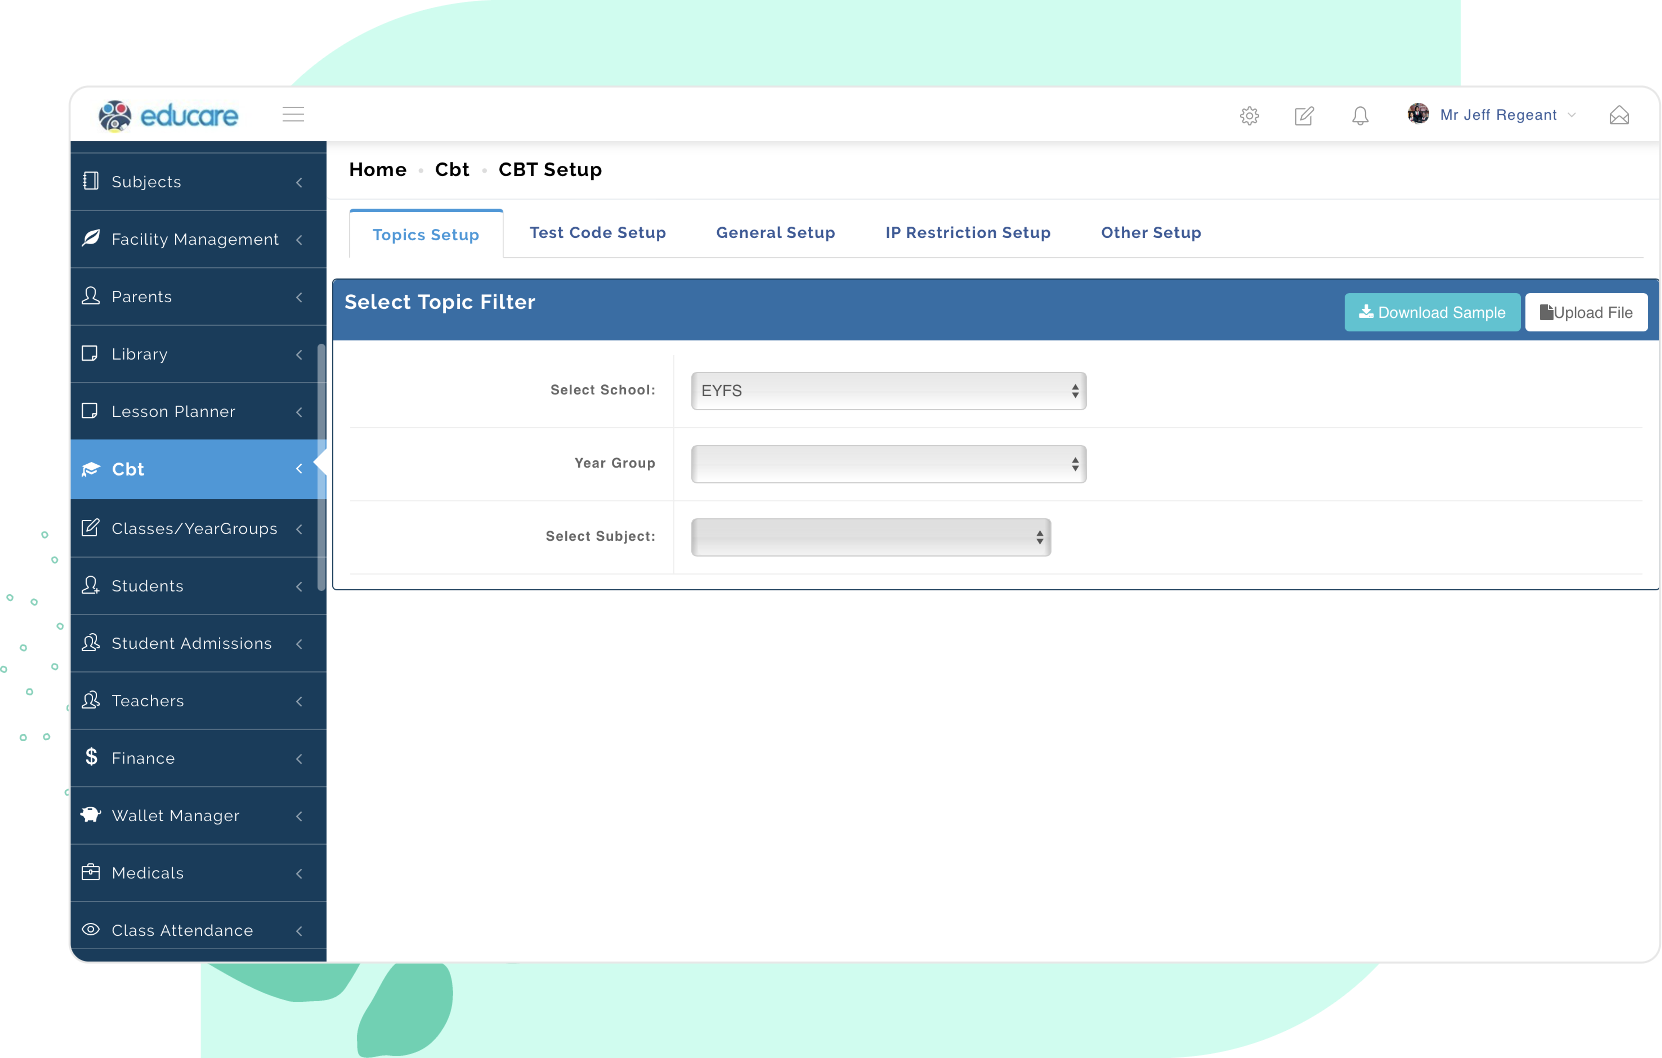 educare
Mr Jeff Regeant
Subjects
Facility Management
Parents
Library
Lesson Planner
Cbt
Classes/YearGroups
Students
Student Admissions
Teachers
Finance
Wallet Manager
Medicals
Class Attendance
Home • Cbt • CBT Setup
Topics Setup Test Code Setup General Setup IP Restriction Setup Other Setup
Select Topic Filter
Download Sample Upload File
Select School: EYFS
Year Group
Select Subject: